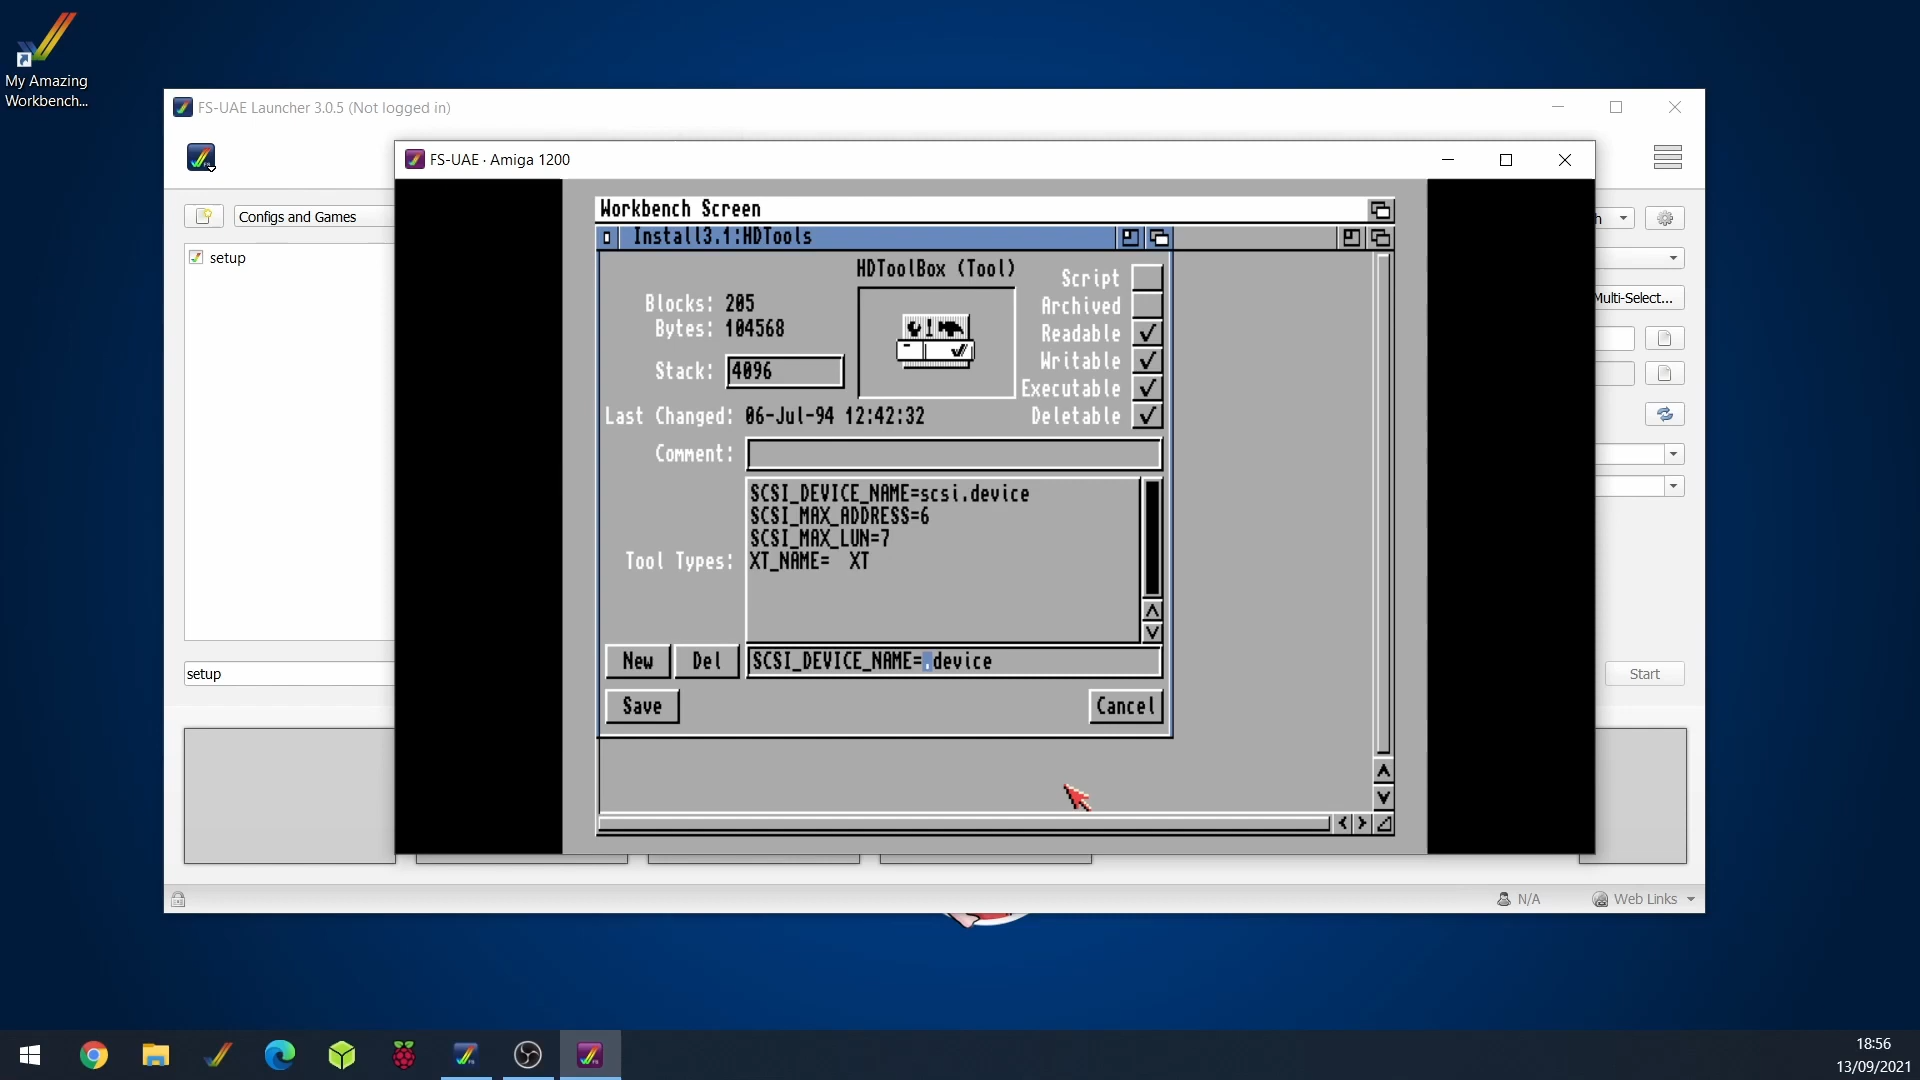 My Amazing
Workbench...
FS-UAE Launcher 3.0.5 (Not logged in)
FS-UAE · Amiga 1200
Configs and Games
setup
Multi-Select...
setup
Start
N/A
Web Links
Workbench Screen
Install3.1:HDTools
HDToolBox (Tool)
Blocks: 205
Bytes: 104568
Stack: 4096
Script
Archived
Readable
Writable
Executable
Deletable
Last Changed: 06-Jul-94 12:42:32
Comment:
Tool Types:
SCSI_DEVICE_NAME=scsi.device
SCSI_MAX_ADDRESS=6
SCSI_MAX_LUN=7
XT_NAME=  XT
New
Del
SCSI_DEVICE_NAME=.device
Save
Cancel
18:56
13/09/2021